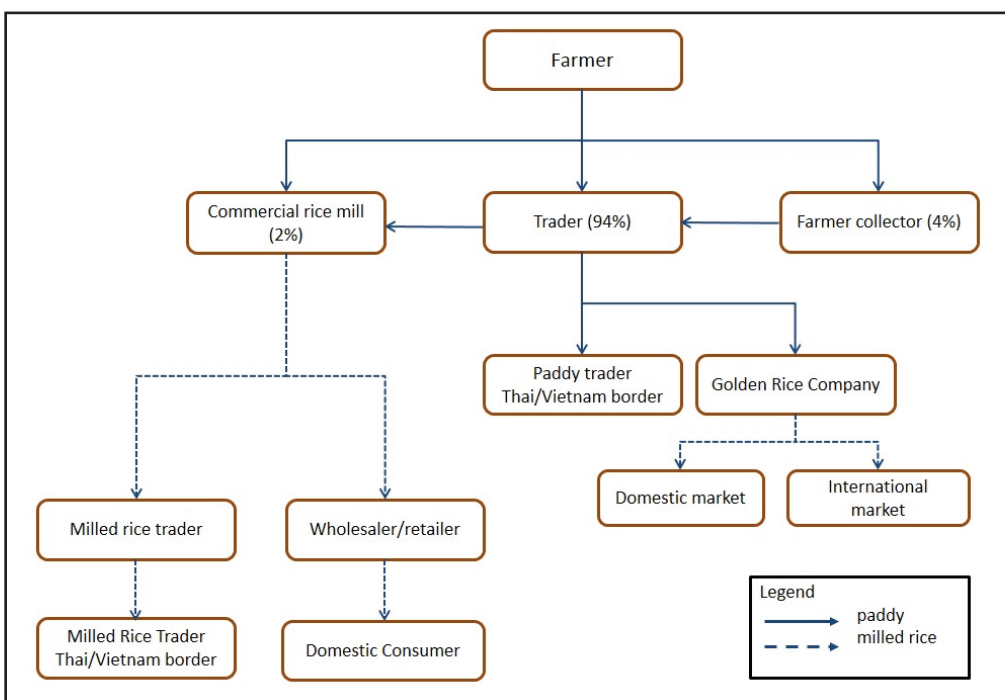 Farmer
Commercial rice mill
(2%)
Trader (94%)
Farmer collector (4%)
Paddy trader
Thai/Vietnam border
Golden Rice Company
Domestic market
International
market
Milled rice trader
Wholesaler/retailer
Milled Rice Trader
Thai/Vietnam border
Domestic Consumer
Legend
paddy
milled rice